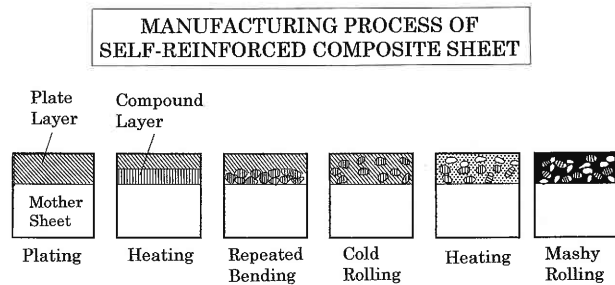 MANUFACTURING PROCESS OF
SELF-REINFORCED COMPOSITE SHEET
Plate
Layer
Compound
Layer
Mother
Sheet
Plating
Heating
Repeated
Bending
Cold
Rolling
Heating
Mashy
Rolling